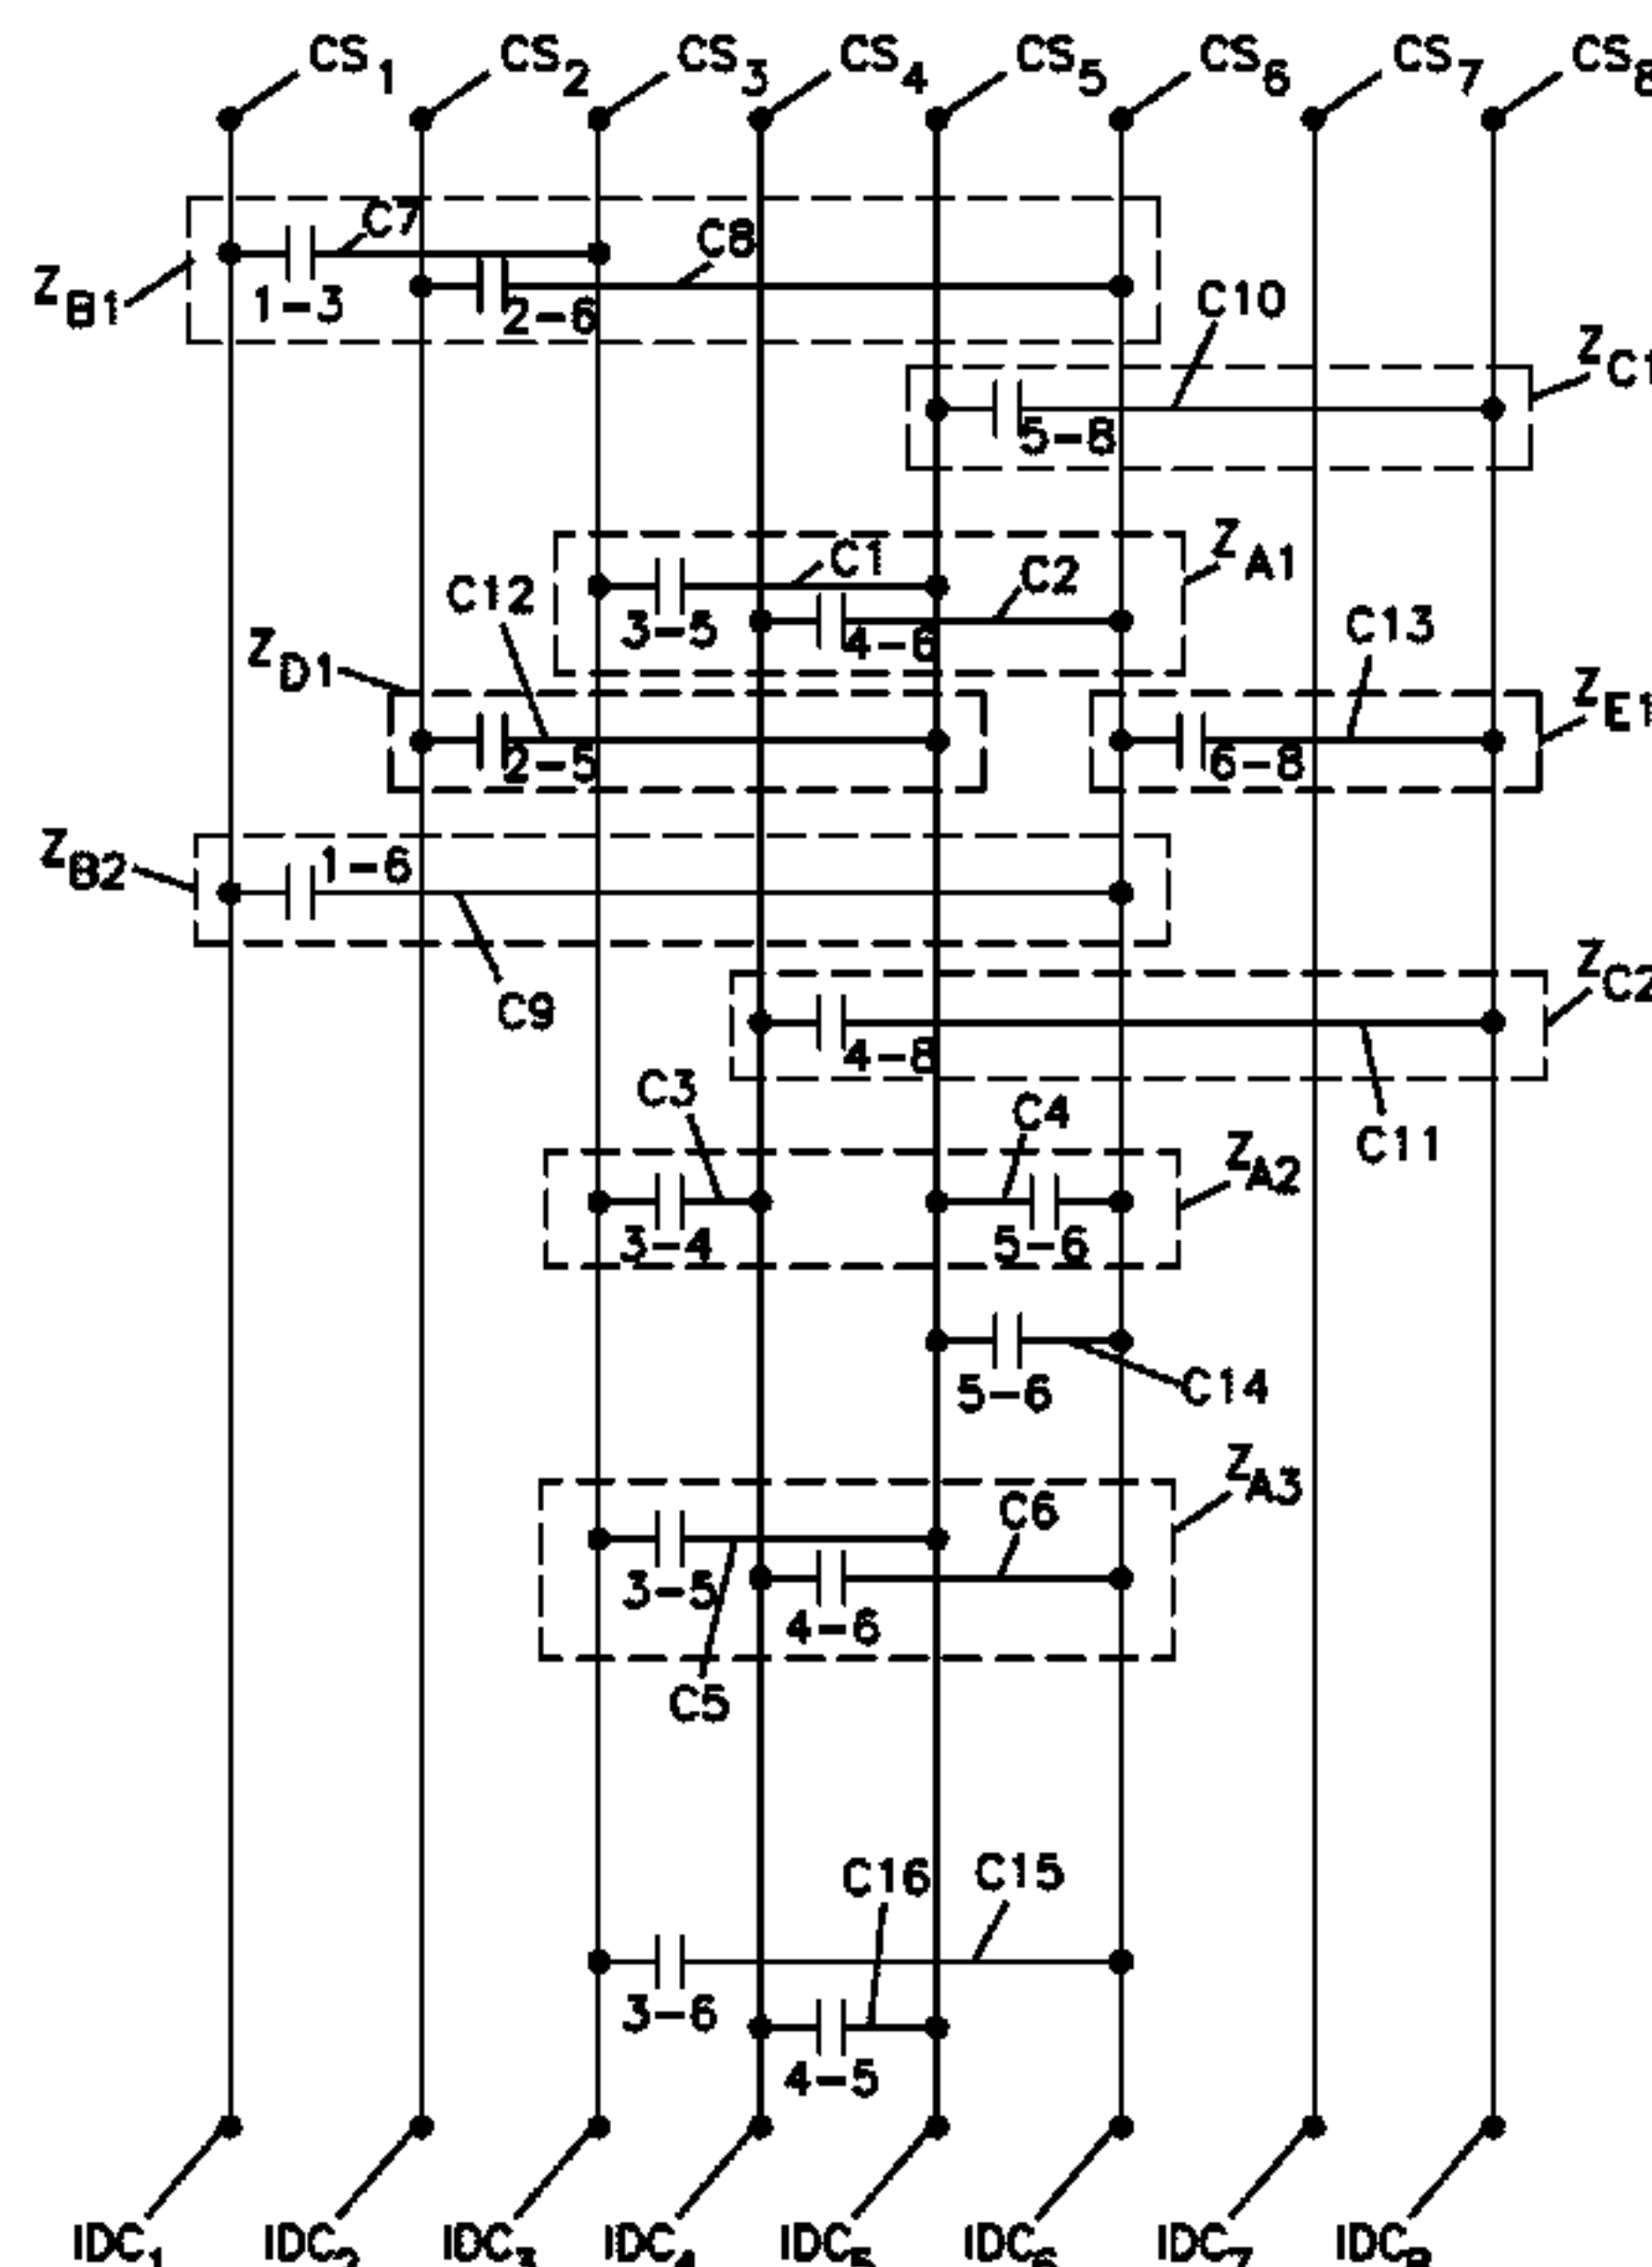 CS1 CS2 CS3 CS4 CS5 CS6 CS7 CS8
C7
C8
ZB1
1-3
2-6
C10
ZC1
5-8
ZA1
C1
C2
C12
3-5
4-6
C13
ZD1
ZE1
2-5
6-8
ZB2
1-6
C9
ZC2
4-8
C3
C4
C11
ZA2
3-4
5-6
5-6
C14
ZA3
C6
3-5
4-6
C5
C16
C15
3-6
4-5
IDC1 IDC2 IDC3 IDC4 IDC5 IDC6 IDC7 IDC8